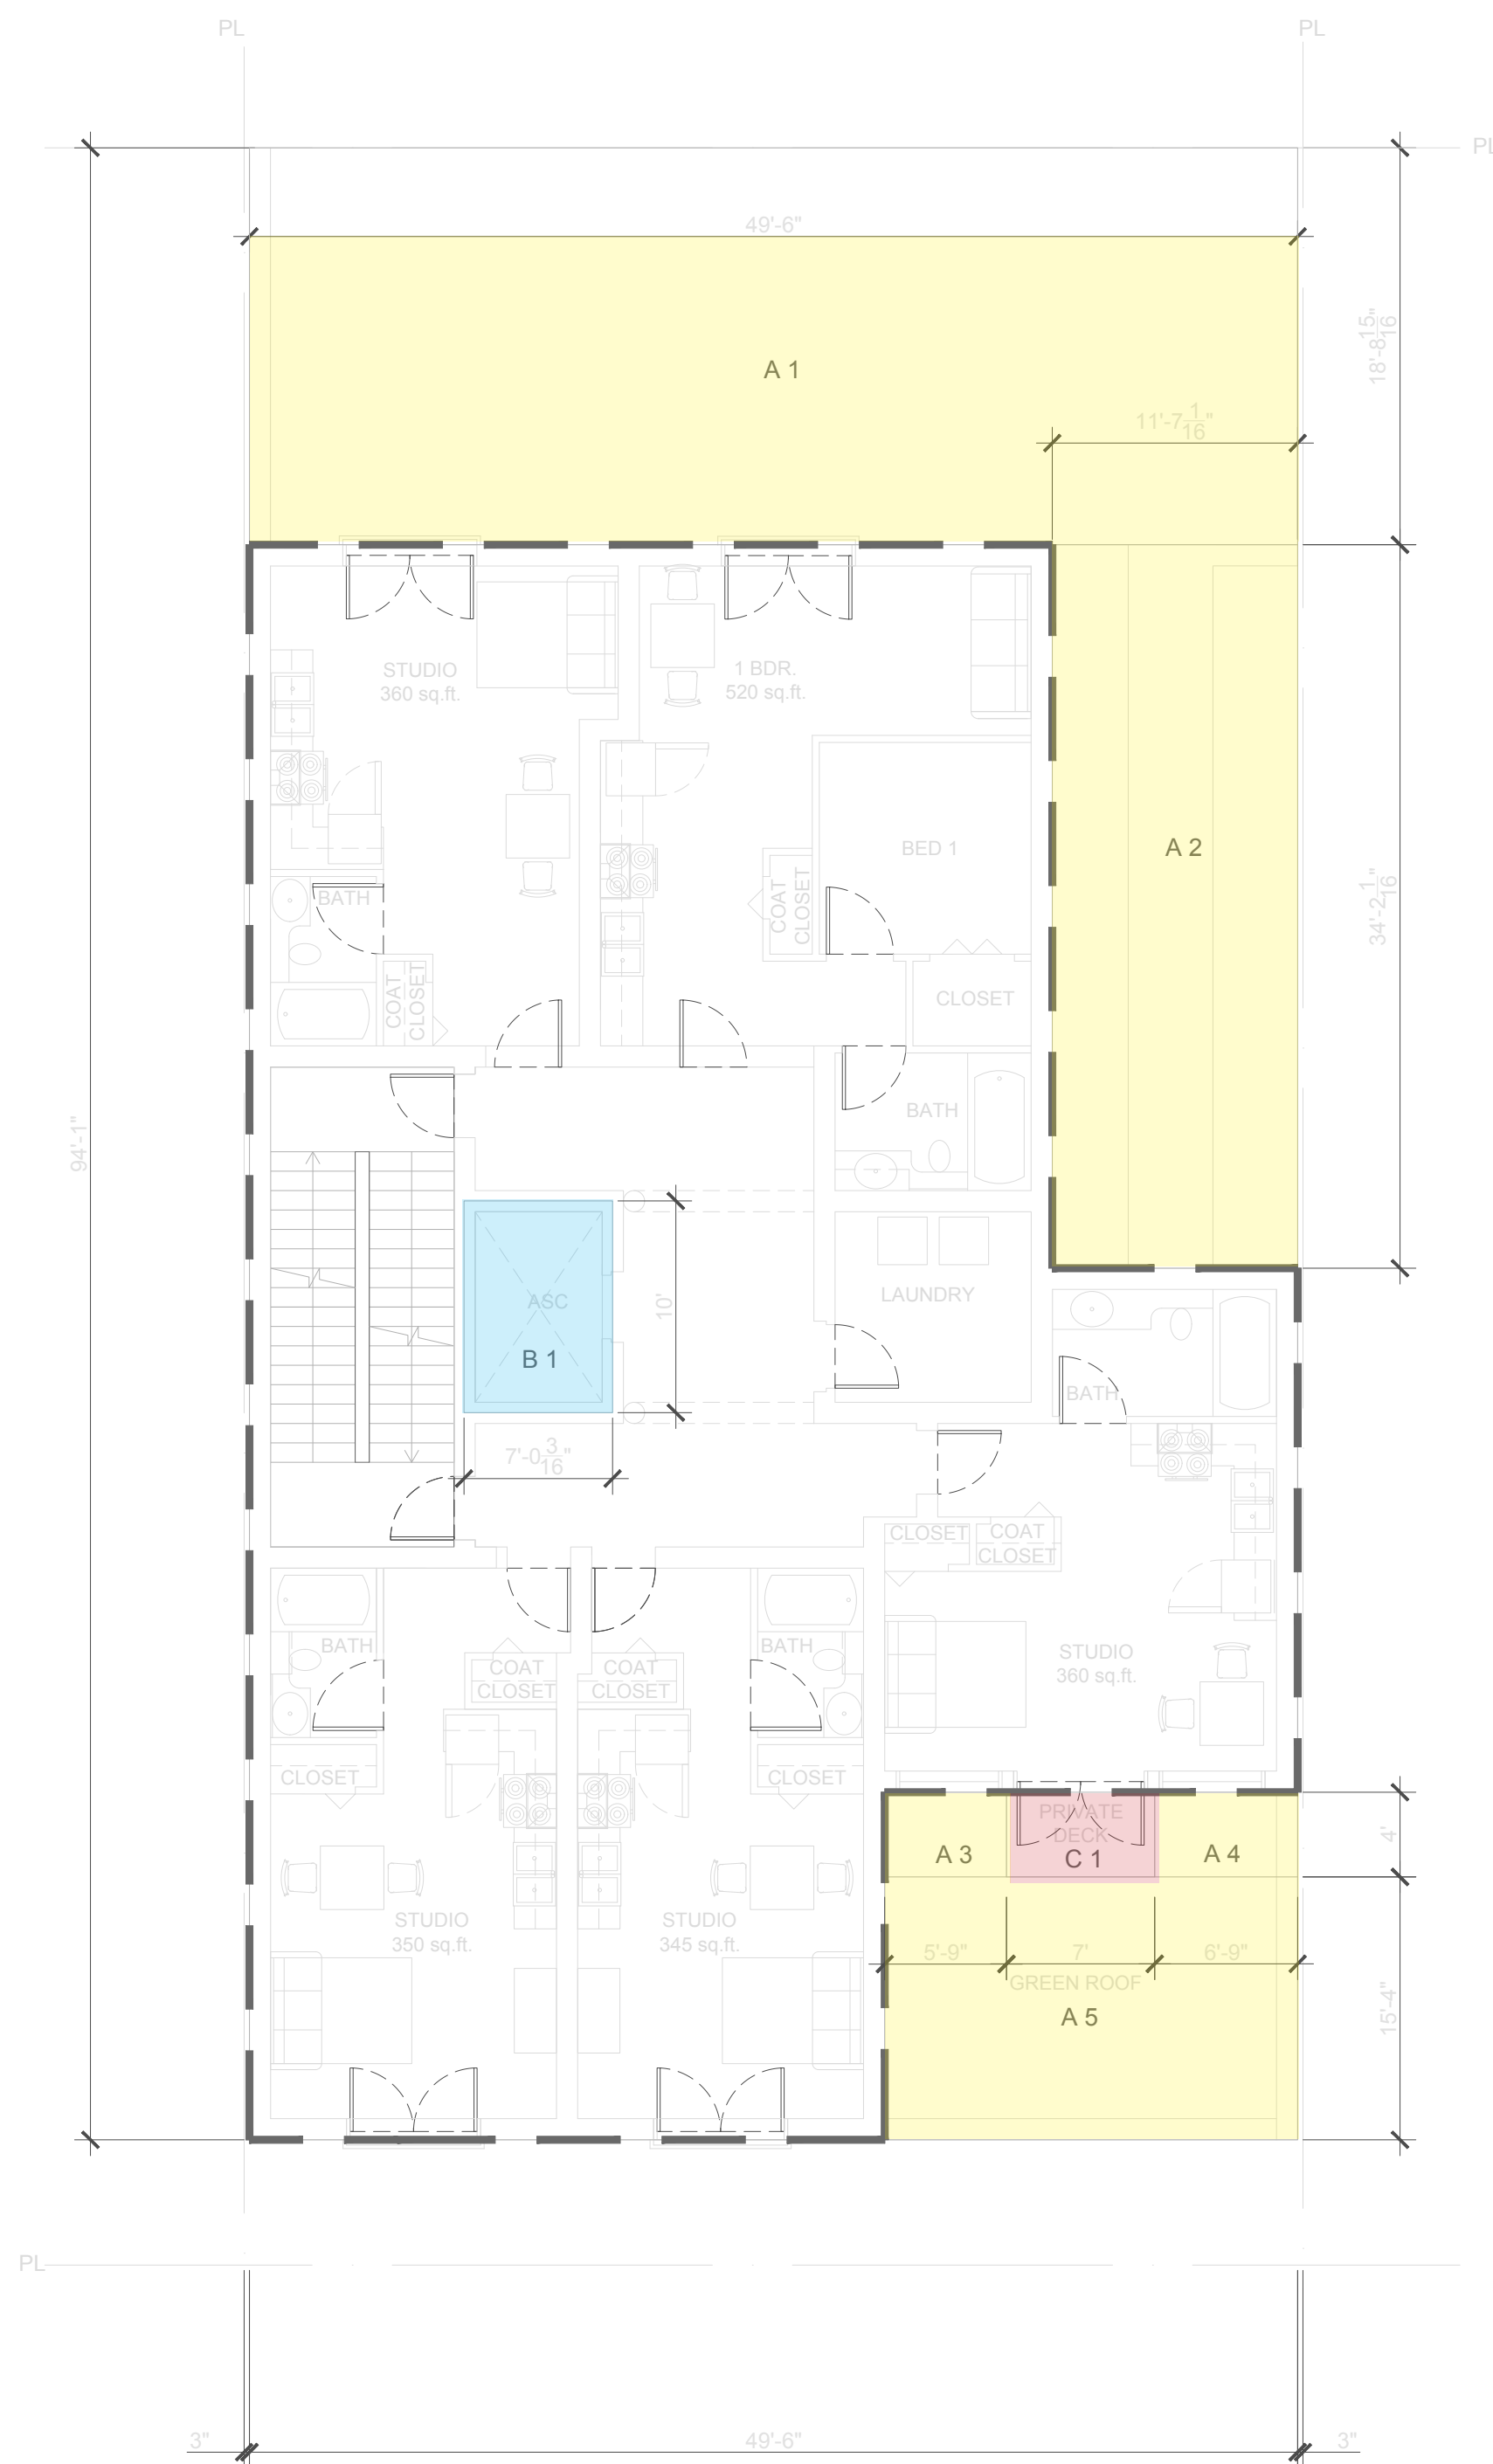 PL
PL
PL
49'-6"
18'-8 15/16"
A 1
11'-7 1/16"
STUDIO
360 sq.ft.
1 BDR.
520 sq.ft.
BED 1
A 2
34'-2 1/16"
BATH
COAT
CLOSET
COAT
CLOSET
CLOSET
94'-1"
BATH
ASC
10'
LAUNDRY
B 1
BATH
7'-0 3/16"
CLOSET
COAT
CLOSET
BATH
COAT
CLOSET
COAT
CLOSET
BATH
STUDIO
360 sq.ft.
CLOSET
CLOSET
PRIVATE
DECK
A 3
C 1
A 4
4'
STUDIO
350 sq.ft.
STUDIO
345 sq.ft.
5'-9"
7'
6'-9"
GREEN ROOF
A 5
15'-4"
PL
3"
49'-6"
3"